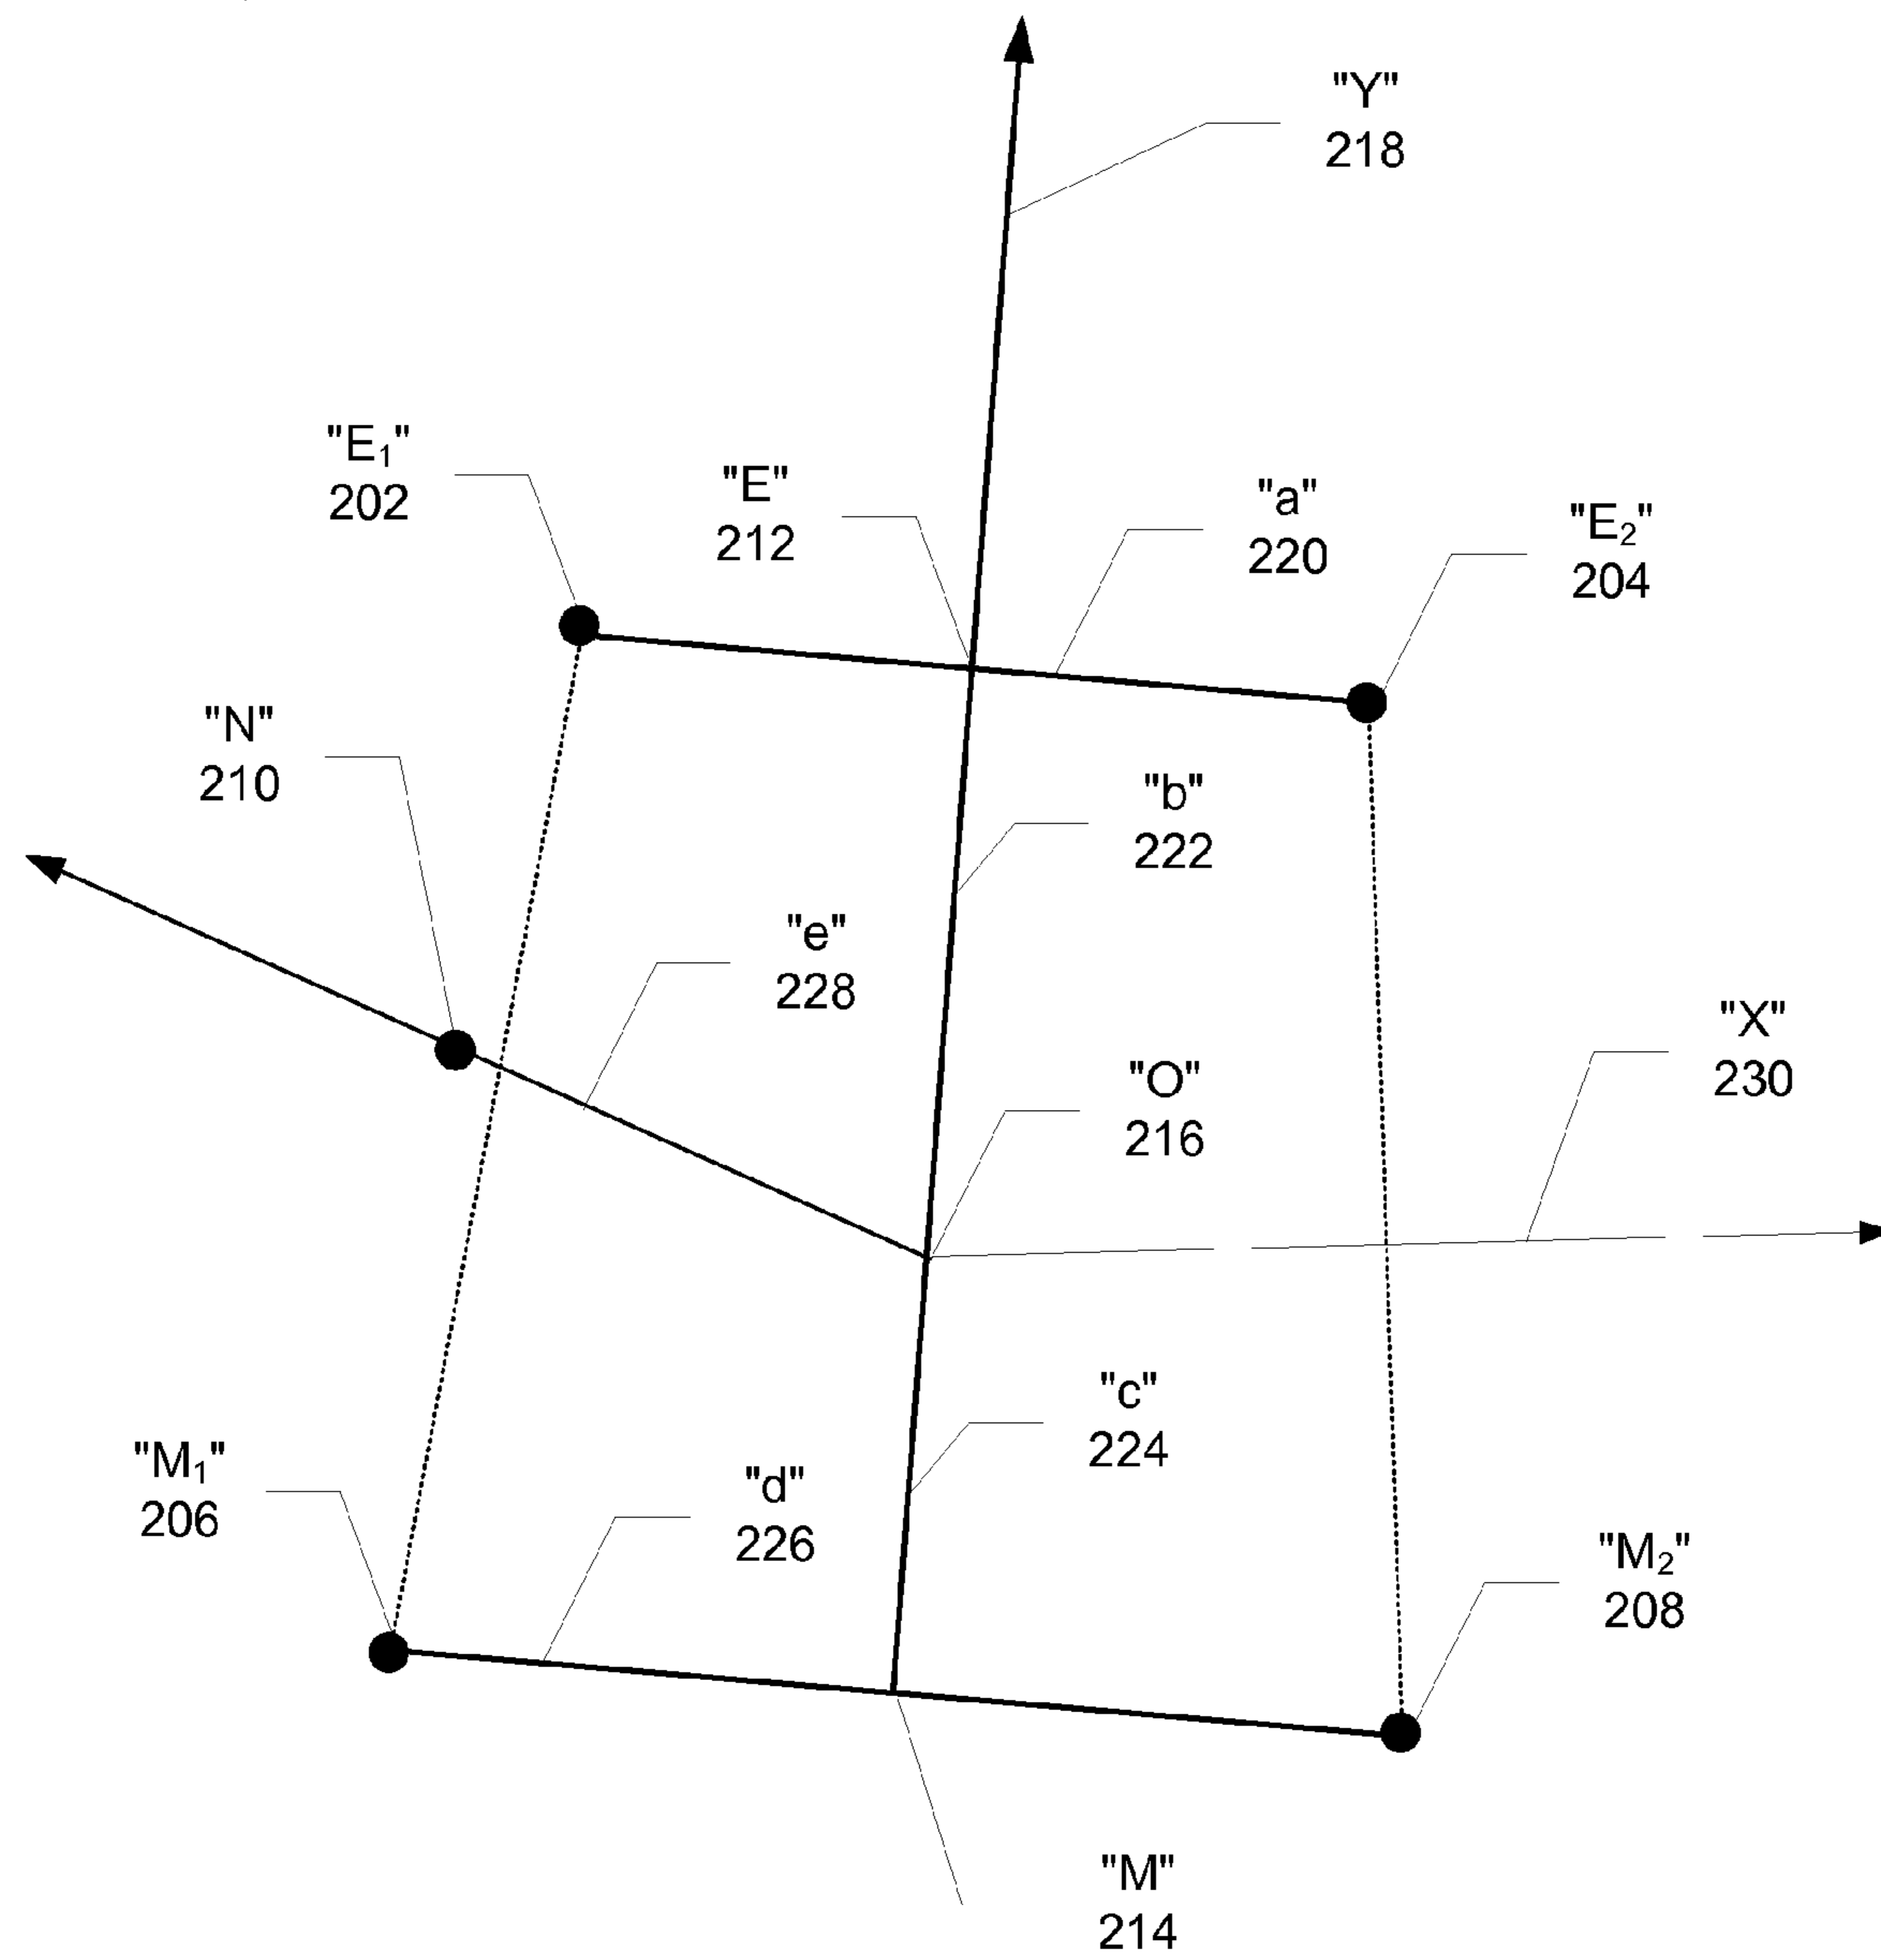 "Y"
218
"E₁"
202
"E"
212
"a"
220
"E₂"
204
"N"
210
"b"
222
"e"
228
"O"
216
"X"
230
"M₁"
206
"d"
226
"c"
224
"M₂"
208
"M"
214